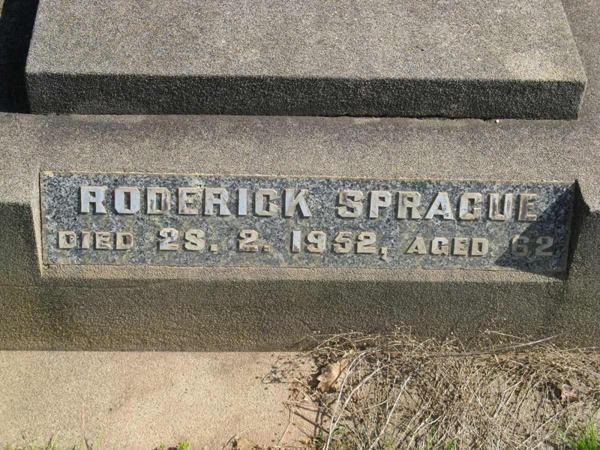 RODERICK SPRAGUE
DIED 28. 2. 1952, AGED 62